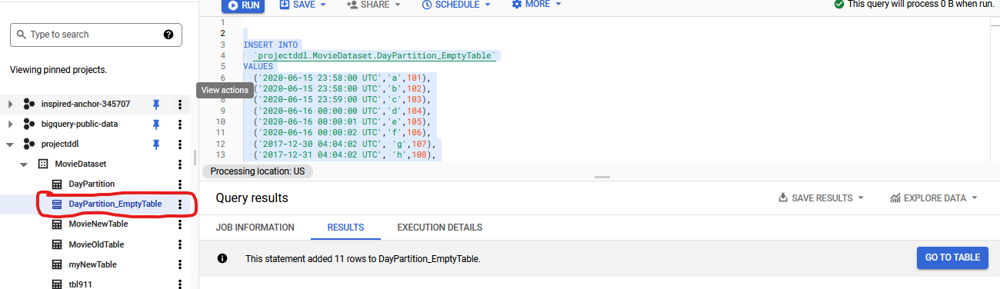 RUN SAVE SHARE SCHEDULE MORE This query will process 0 B when run.
Type to search
Viewing pinned projects.
View actions
inspired-anchor-345707
bigquery-public-data
projectddl
MovieDataset
DayPartition
DayPartition_EmptyTable
MovieNewTable
MovieOldTable
myNewTable
tbl911
1
2
3 INSERT INTO
4 `projectddl.MovieDataset.DayPartition_EmptyTable`
5 VALUES
6 ('2020-06-15 23:58:00 UTC','a',101),
7 ('2020-06-15 23:58:00 UTC','b',102),
8 ('2020-06-15 23:59:00 UTC','c',103),
9 ('2020-06-16 00:00:00 UTC','d',104),
10 ('2020-06-16 00:00:01 UTC','e',105),
11 ('2020-06-16 00:00:02 UTC','f',106),
12 ('2017-12-30 04:04:02 UTC', 'g',107),
13 ('2017-12-31 04:04:02 UTC', 'h',108),
Processing location: US
Query results SAVE RESULTS EXPLORE DATA
JOB INFORMATION RESULTS EXECUTION DETAILS
This statement added 11 rows to DayPartition_EmptyTable. GO TO TABLE